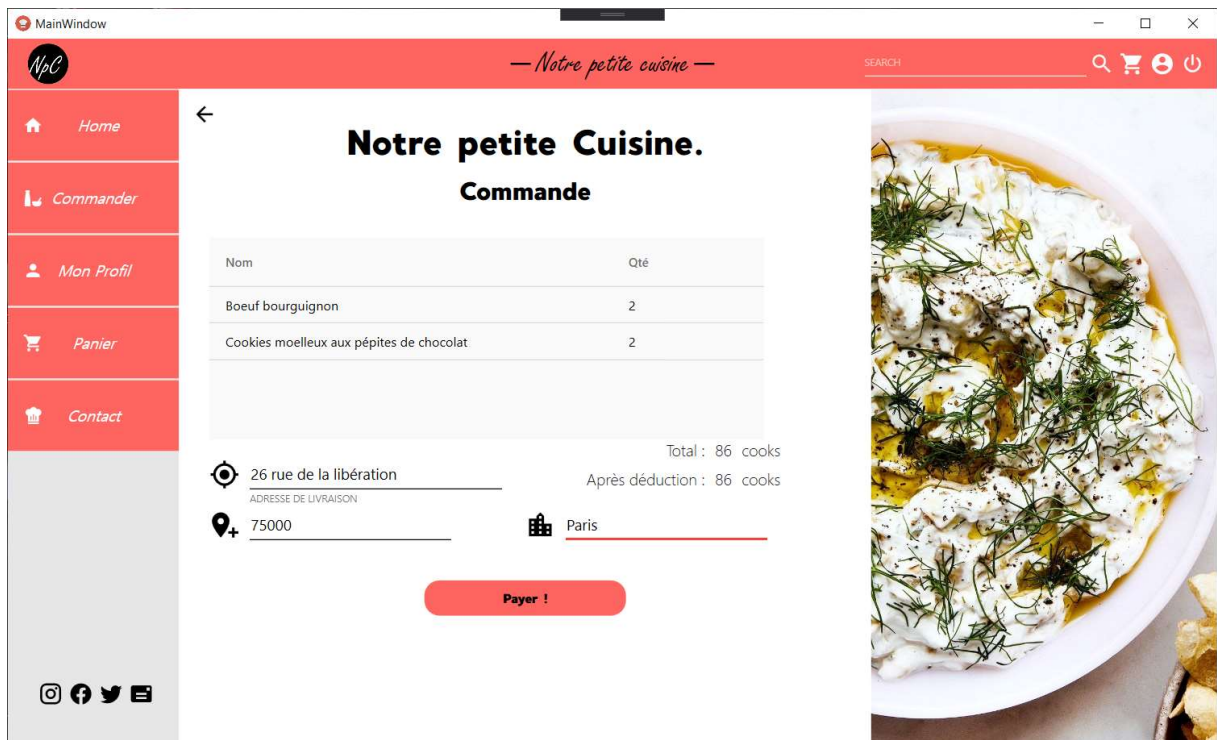 MainWindow
NpC
— Notre petite cuisine —
SEARCH
Home
Commander
Mon Profil
Panier
Contact
Notre petite Cuisine.
Commande
Nom Qté
Boeuf bourguignon 2
Cookies moelleux aux pépites de chocolat 2
Total : 86 cooks
Après déduction : 86 cooks
26 rue de la libération
ADRESSE DE LIVRAISON
75000
Paris
Payer !